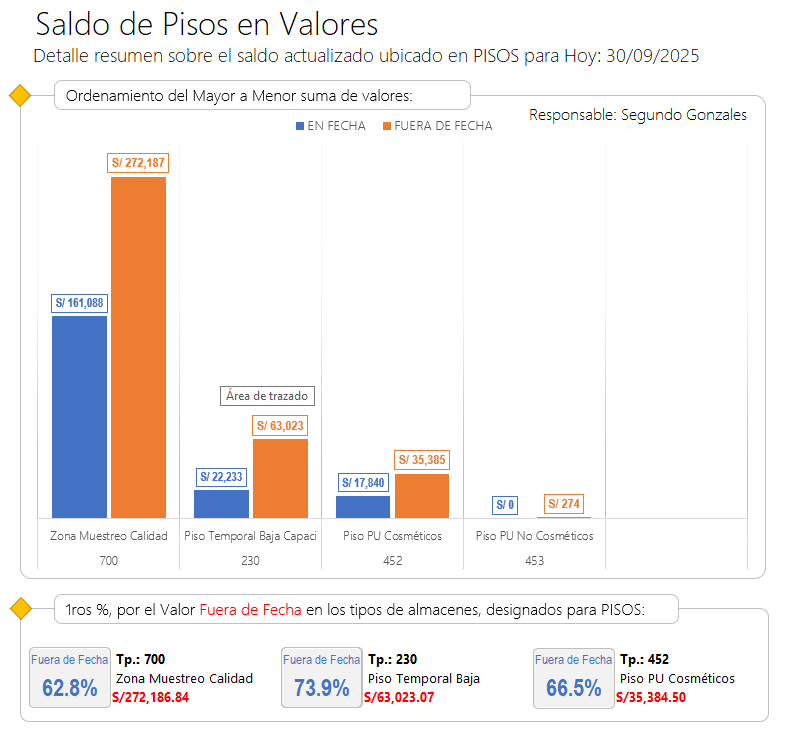 Saldo de Pisos en Valores
Detalle resumen sobre el saldo actualizado ubicado en PISOS para Hoy: 30/09/2025
Ordenamiento del Mayor a Menor suma de valores:
Responsable: Segundo Gonzales
EN FECHA FUERA DE FECHA
S/ 272,187
S/ 161,088
Área de trazado
S/ 63,023
S/ 22,233
S/ 35,385
S/ 17,840
S/ 0
S/ 274
Zona Muestreo Calidad Piso Temporal Baja Capaci Piso PU Cosméticos Piso PU No Cosméticos
700 230 452 453
1ros %, por el Valor Fuera de Fecha en los tipos de almacenes, designados para PISOS:
Fuera de Fecha
62.8%
Tp.: 700
Zona Muestreo Calidad
S/272,186.84
Fuera de Fecha
73.9%
Tp.: 230
Piso Temporal Baja
S/63,023.07
Fuera de Fecha
66.5%
Tp.: 452
Piso PU Cosméticos
S/35,384.50